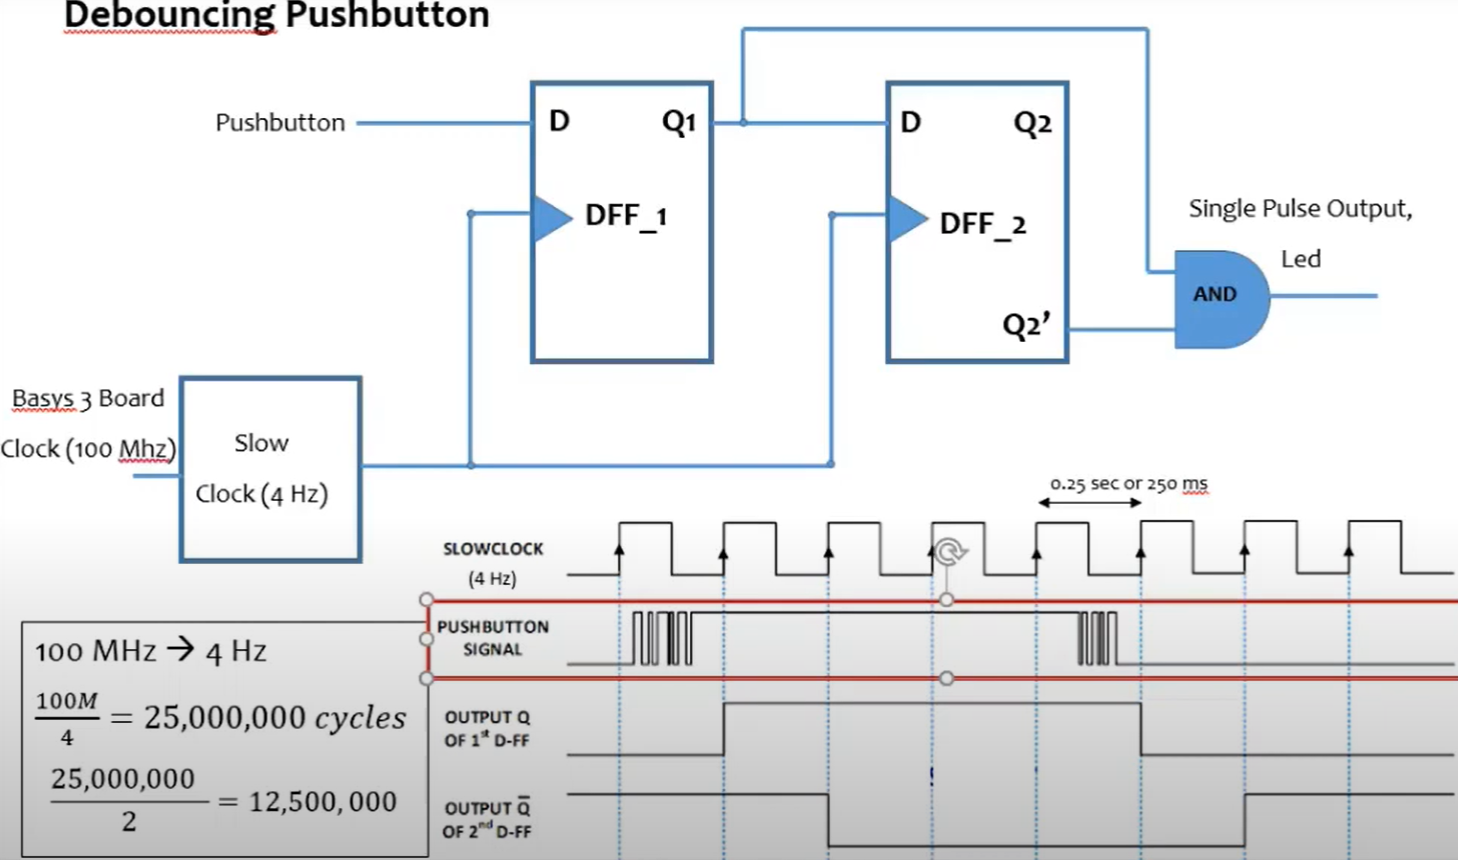 Debouncing Pushbutton
Pushbutton
D
Q1
DFF_1
D
Q2
DFF_2
Q2’
Single Pulse Output,
Led
AND
Basys 3 Board
Clock (100 Mhz)
Slow
Clock (4 Hz)
0.25 sec or 250 ms
SLOWCLOCK
(4 Hz)
PUSHBUTTON
SIGNAL
OUTPUT Q
OF 1st D-FF
OUTPUT Q̅
OF 2nd D-FF
100 MHz → 4 Hz
100M
4
= 25,000,000 cycles
25,000,000
2
= 12,500,000